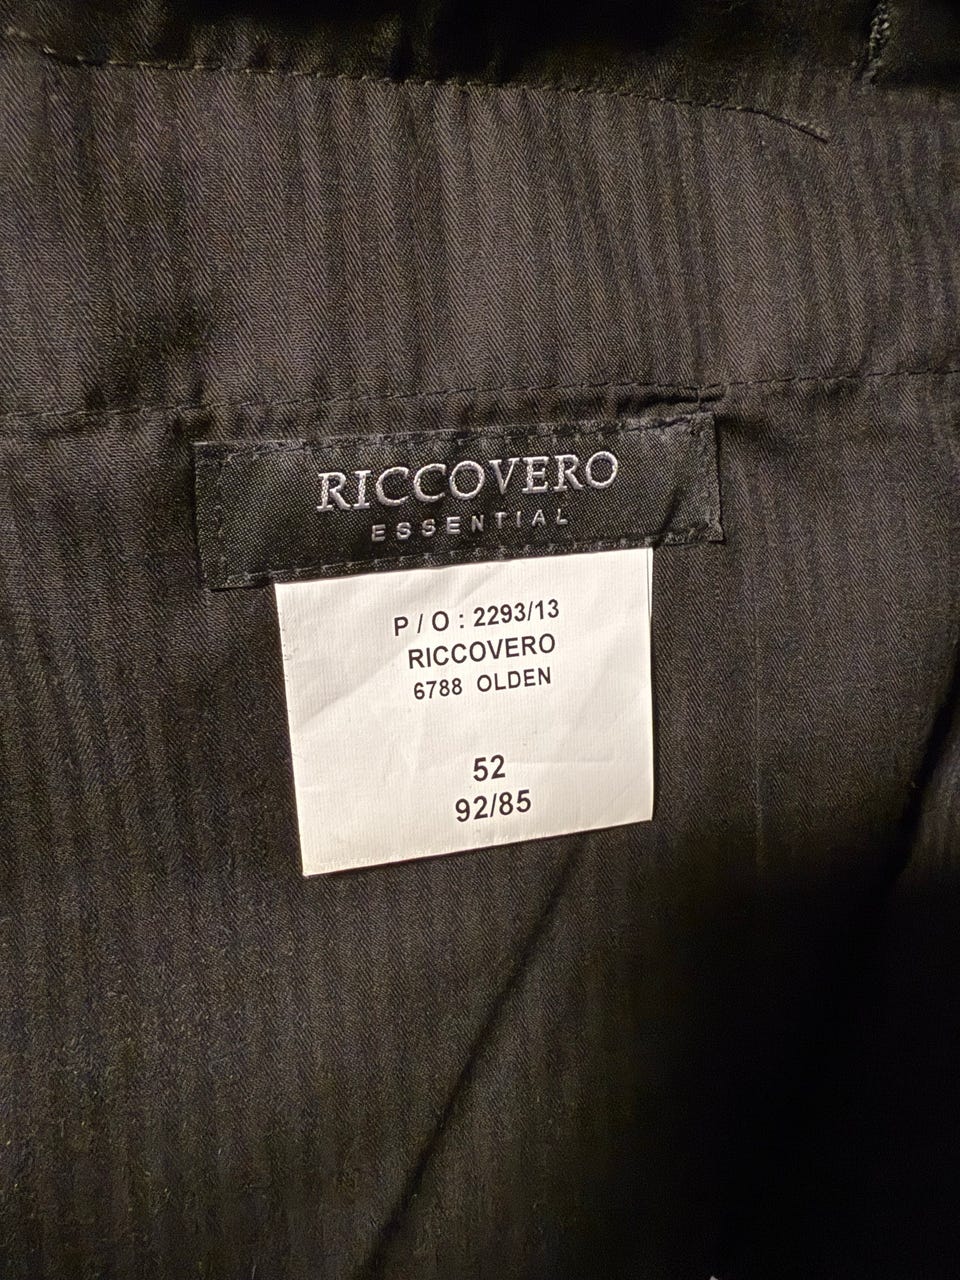 RICCOVERO
ESSENTIAL
P / O : 2293/13
RICCOVERO
6788 OLDEN
52
92/85